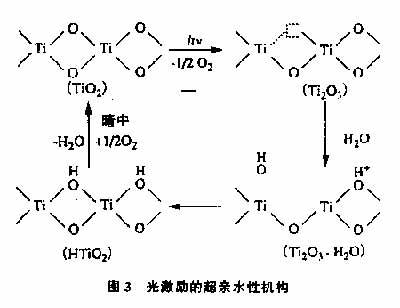 O O
Ti Ti
O O
(TiO₂)
hν
-1/2 O₂
Ti Ti O
O O
(Ti₂O₃)
暗中
-H₂O +1/2O₂
H₂O
H H
O O
Ti Ti
O O
(HTiO₂)
H
O
H⁺
O
Ti Ti
O O
(Ti₂O₃·H₂O)
图 3 光激励的超亲水性机构